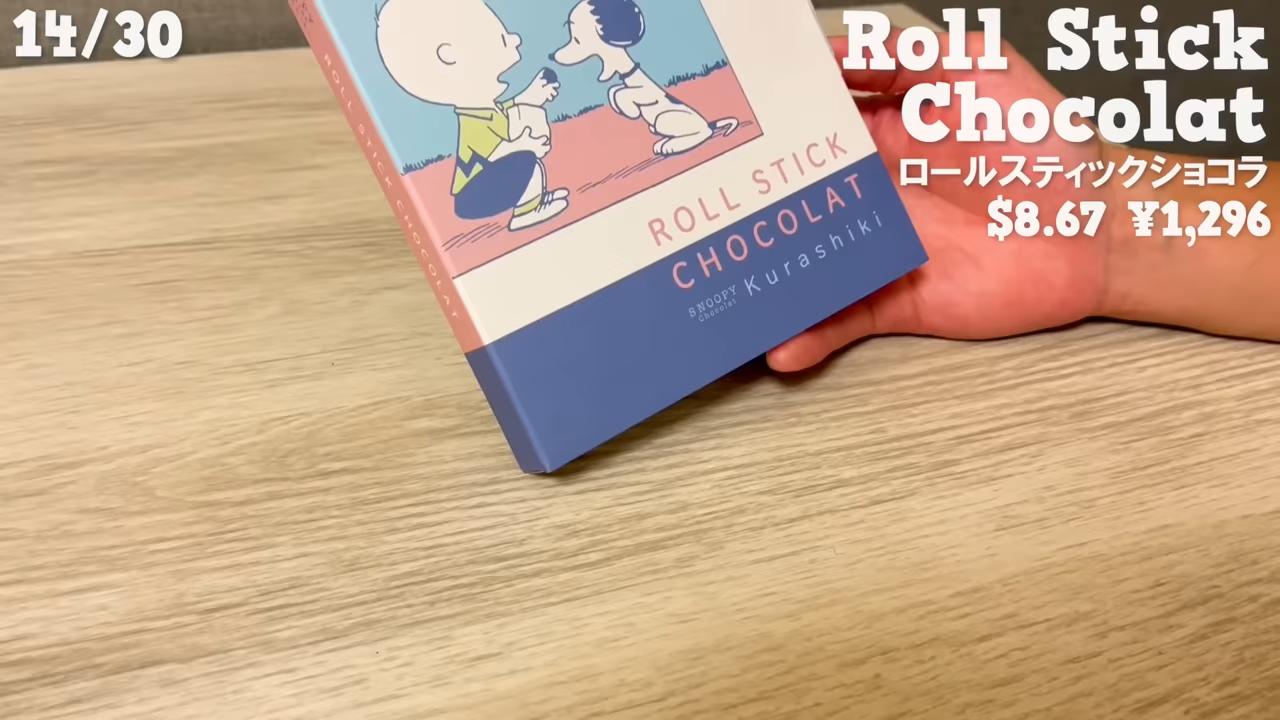 14/30
Roll Stick
Chocolat
ロールスティックショコラ
$8.67 ¥1,296
ROLL STICK CHOCOLAT
ROLL STICK
CHOCOLAT
SNOOPY
Chocolat
Kurashiki